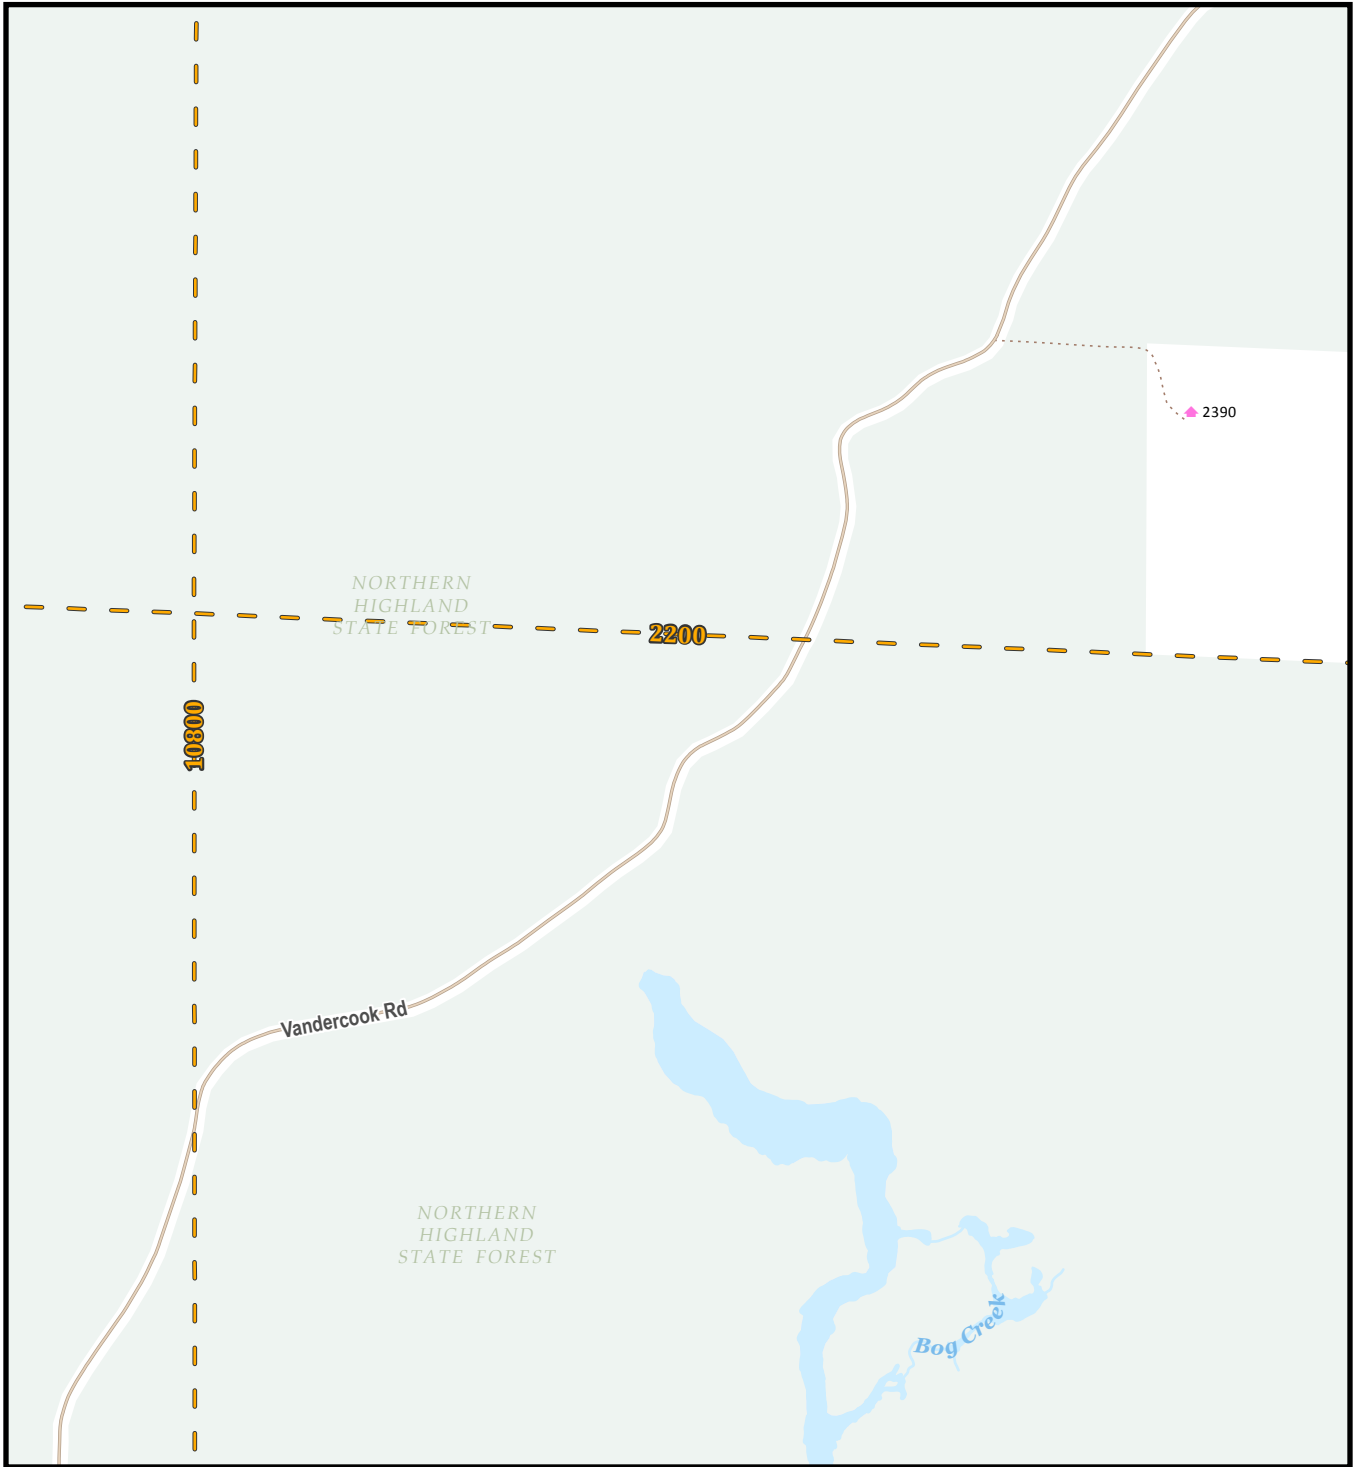 2390
NORTHERN
HIGHLAND
STATE FOREST
2200
10800
Vandercook Rd
NORTHERN
HIGHLAND
STATE FOREST
Bog Creek